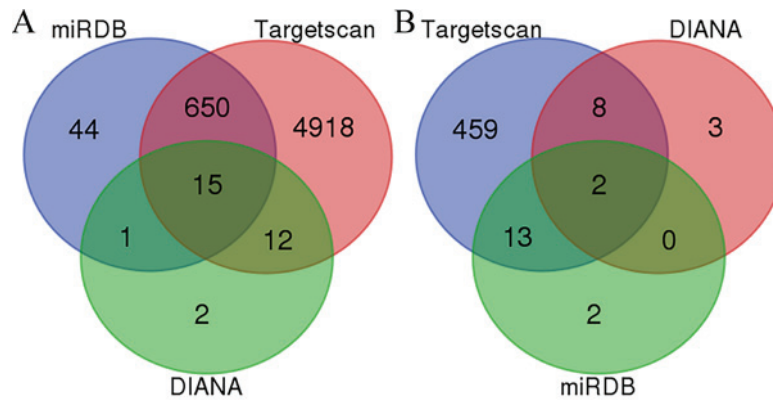 A miRDB Targetscan
44 650 4918
15
1 12
2
DIANA
B Targetscan DIANA
459 8 3
2
13 0
2
miRDB